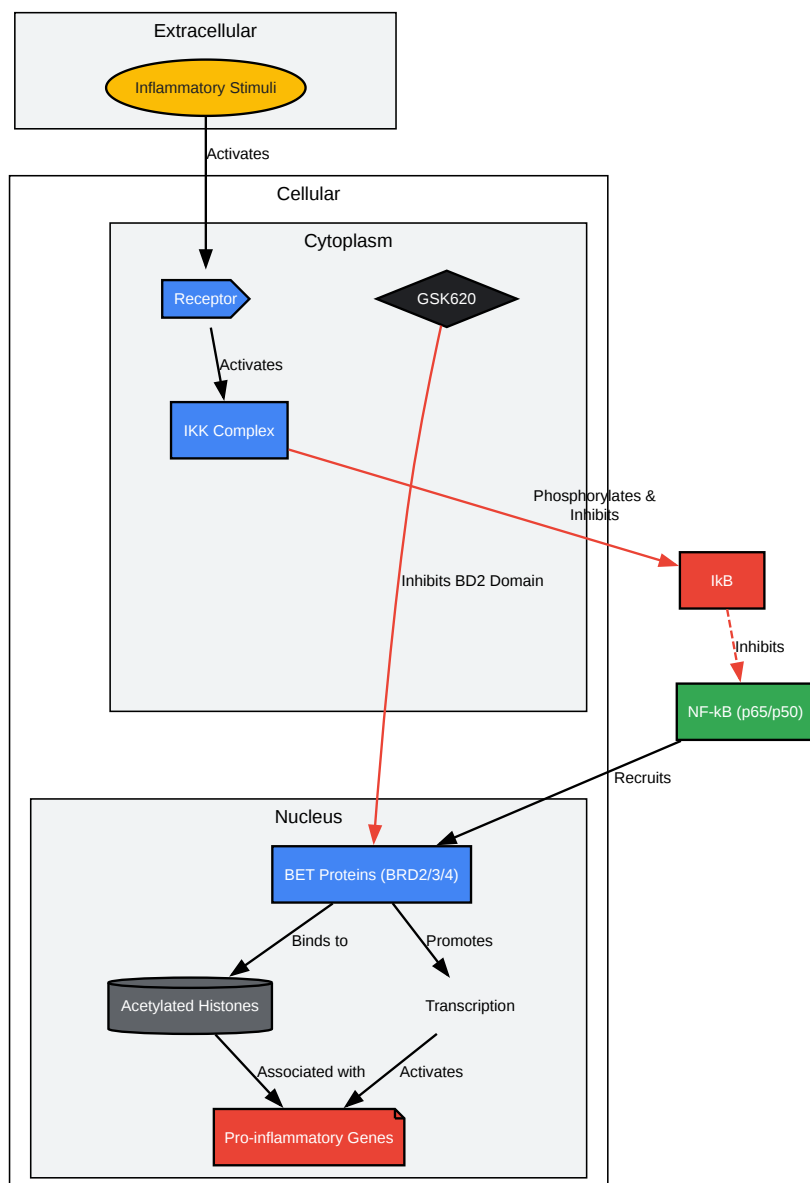 Extracellular
Inflammatory Stimuli
Activates
Cellular
Cytoplasm
Receptor
GSK620
Activates
IKK Complex
Phosphorylates &
Inhibits
Inhibits BD2 Domain
IkB
Inhibits
NF-kB (p65/p50)
Recruits
Nucleus
BET Proteins (BRD2/3/4)
Binds to
Promotes
Acetylated Histones
Transcription
Associated with
Activates
Pro-inflammatory Genes